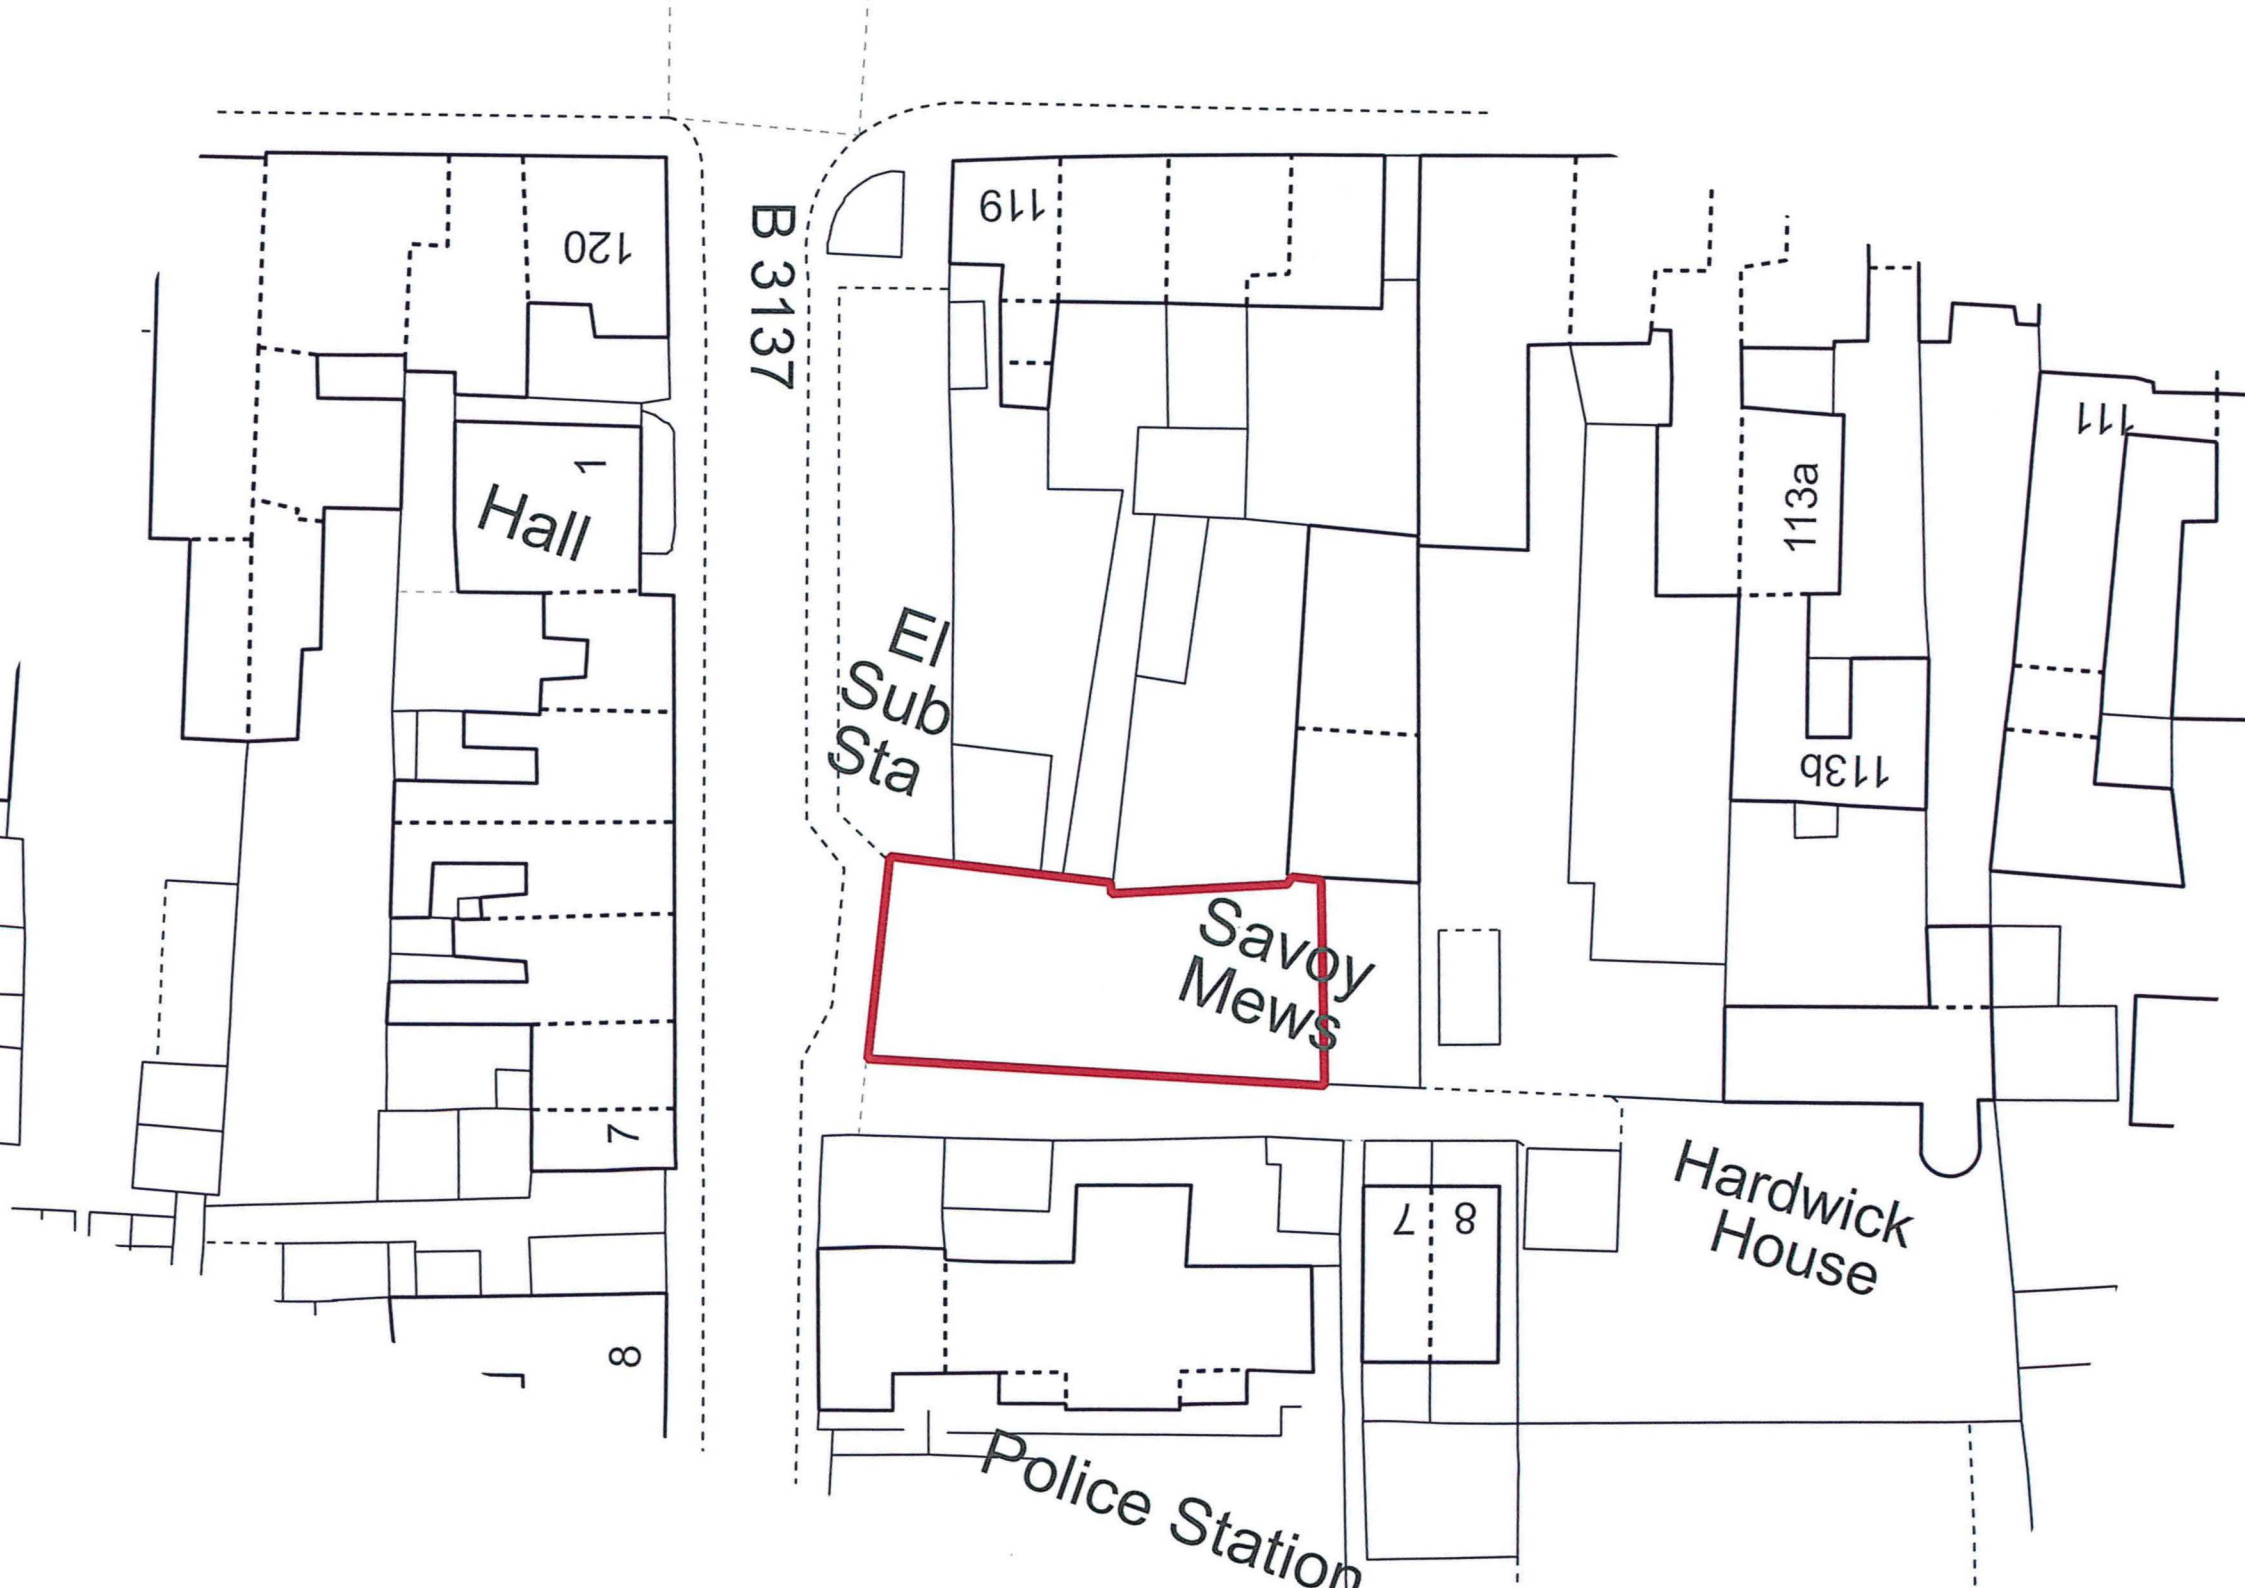 120
B 3137
119
1
Hall
111
113a
El
Sub
Sta
113b
Savoy
Mews
7
7
8
Hardwick
House
8
Police Station